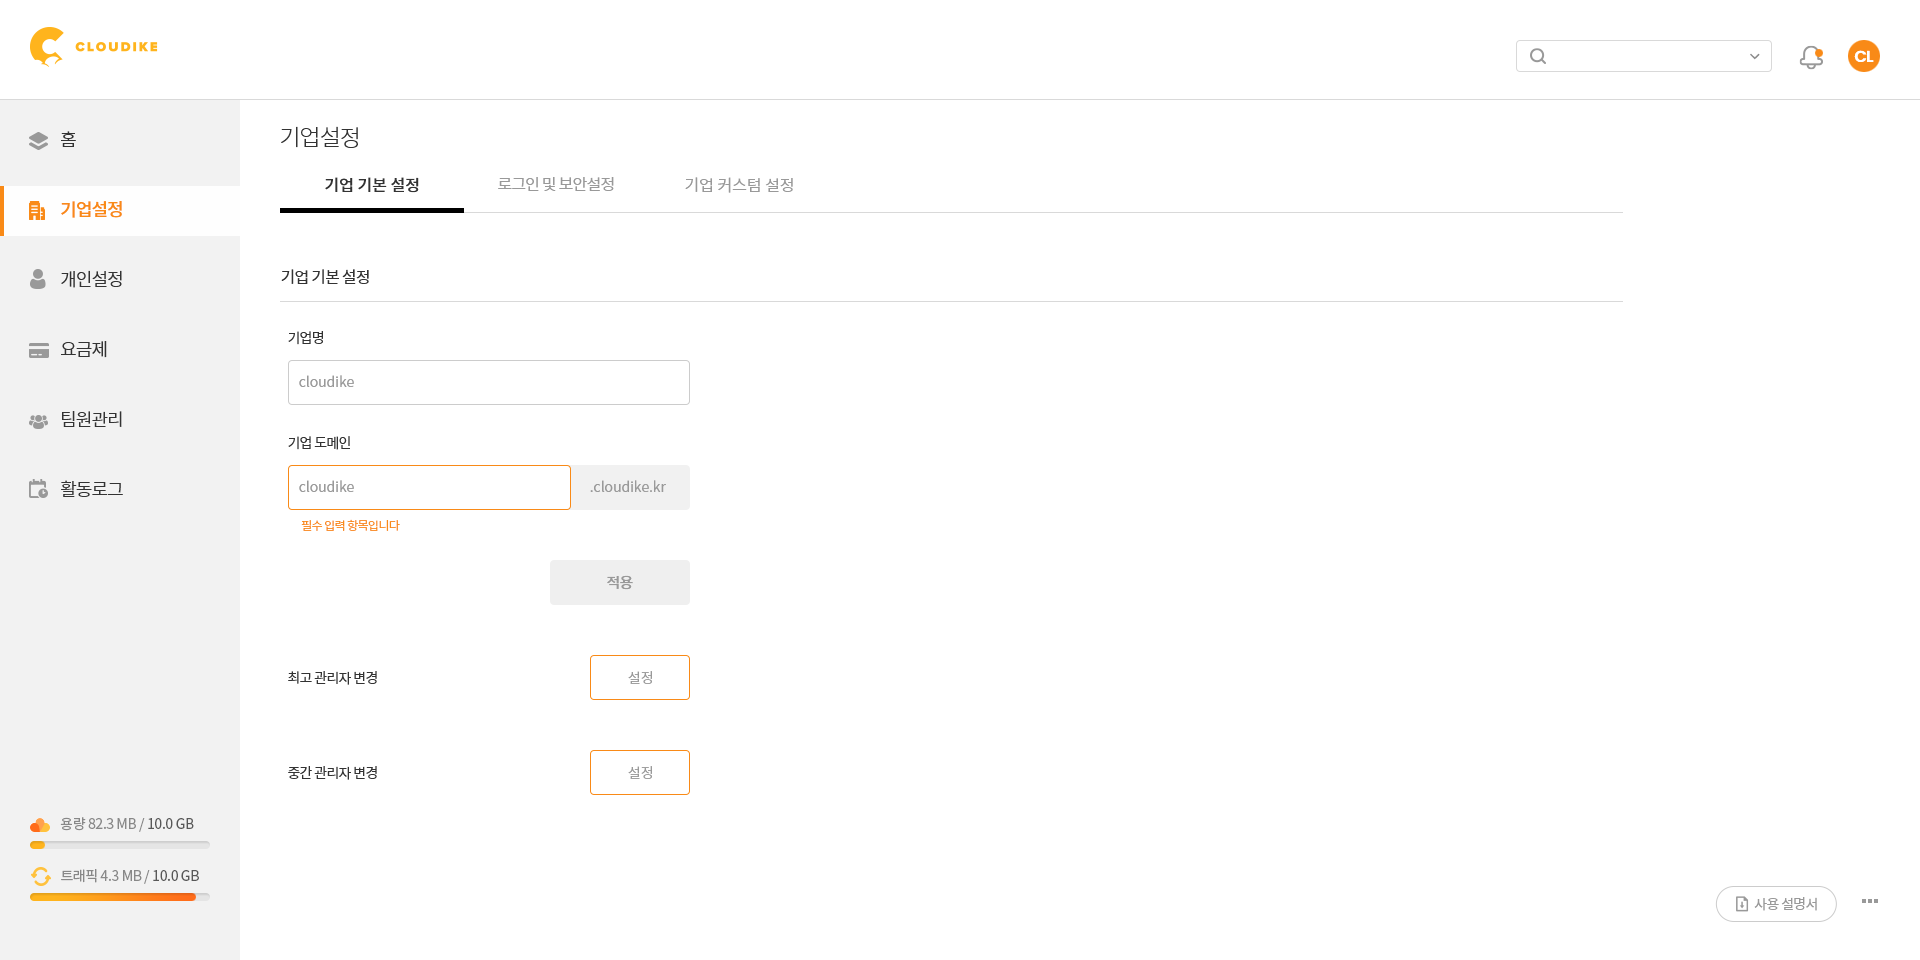 CLOUDIKE
CL
홈
기업설정
개인설정
요금제
팀원관리
활동로그
용량 82.3 MB / 10.0 GB
트래픽 4.3 MB / 10.0 GB
기업설정
기업 기본 설정
로그인 및 보안설정
기업 커스텀 설정
기업 기본 설정
기업명
cloudike
기업 도메인
cloudike
.cloudike.kr
필수 입력 항목입니다
적용
최고 관리자 변경
설정
중간 관리자 변경
설정
사용 설명서